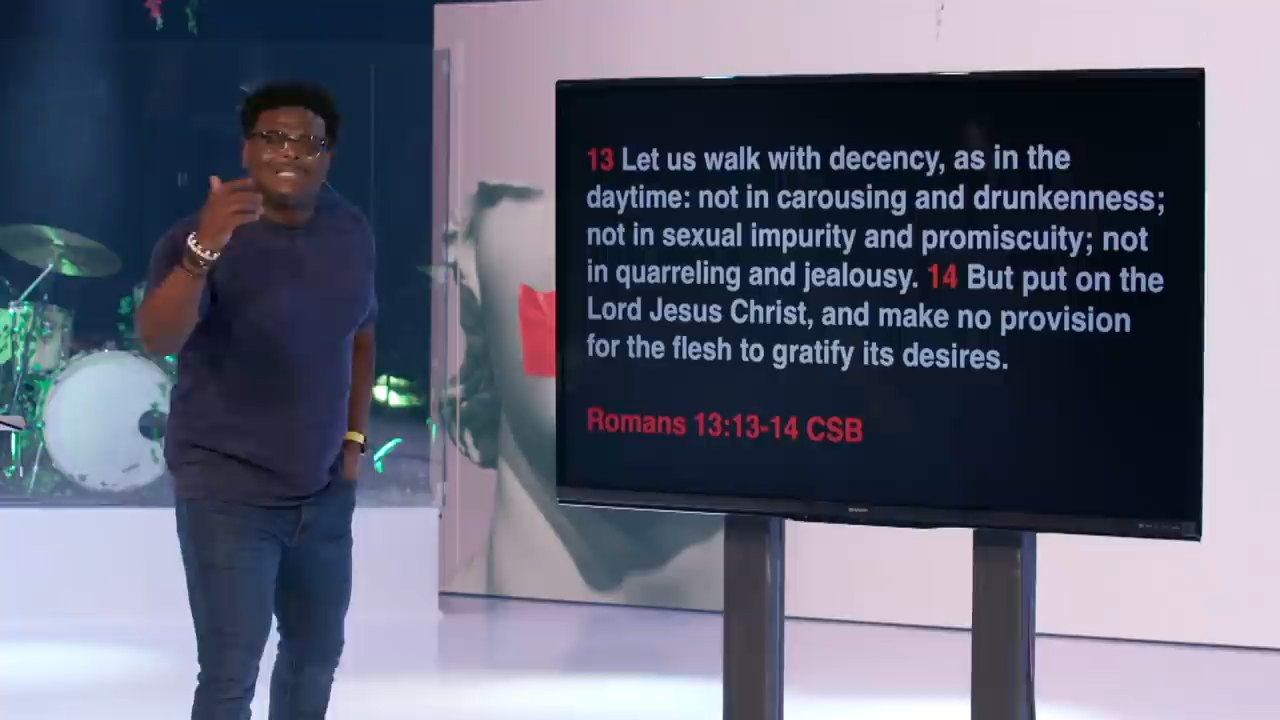 13 Let us walk with decency, as in the
daytime: not in carousing and drunkenness;
not in sexual impurity and promiscuity; not
in quarreling and jealousy. 14 But put on the
Lord Jesus Christ, and make no provision
for the flesh to gratify its desires.
Romans 13:13-14 CSB
SHARP